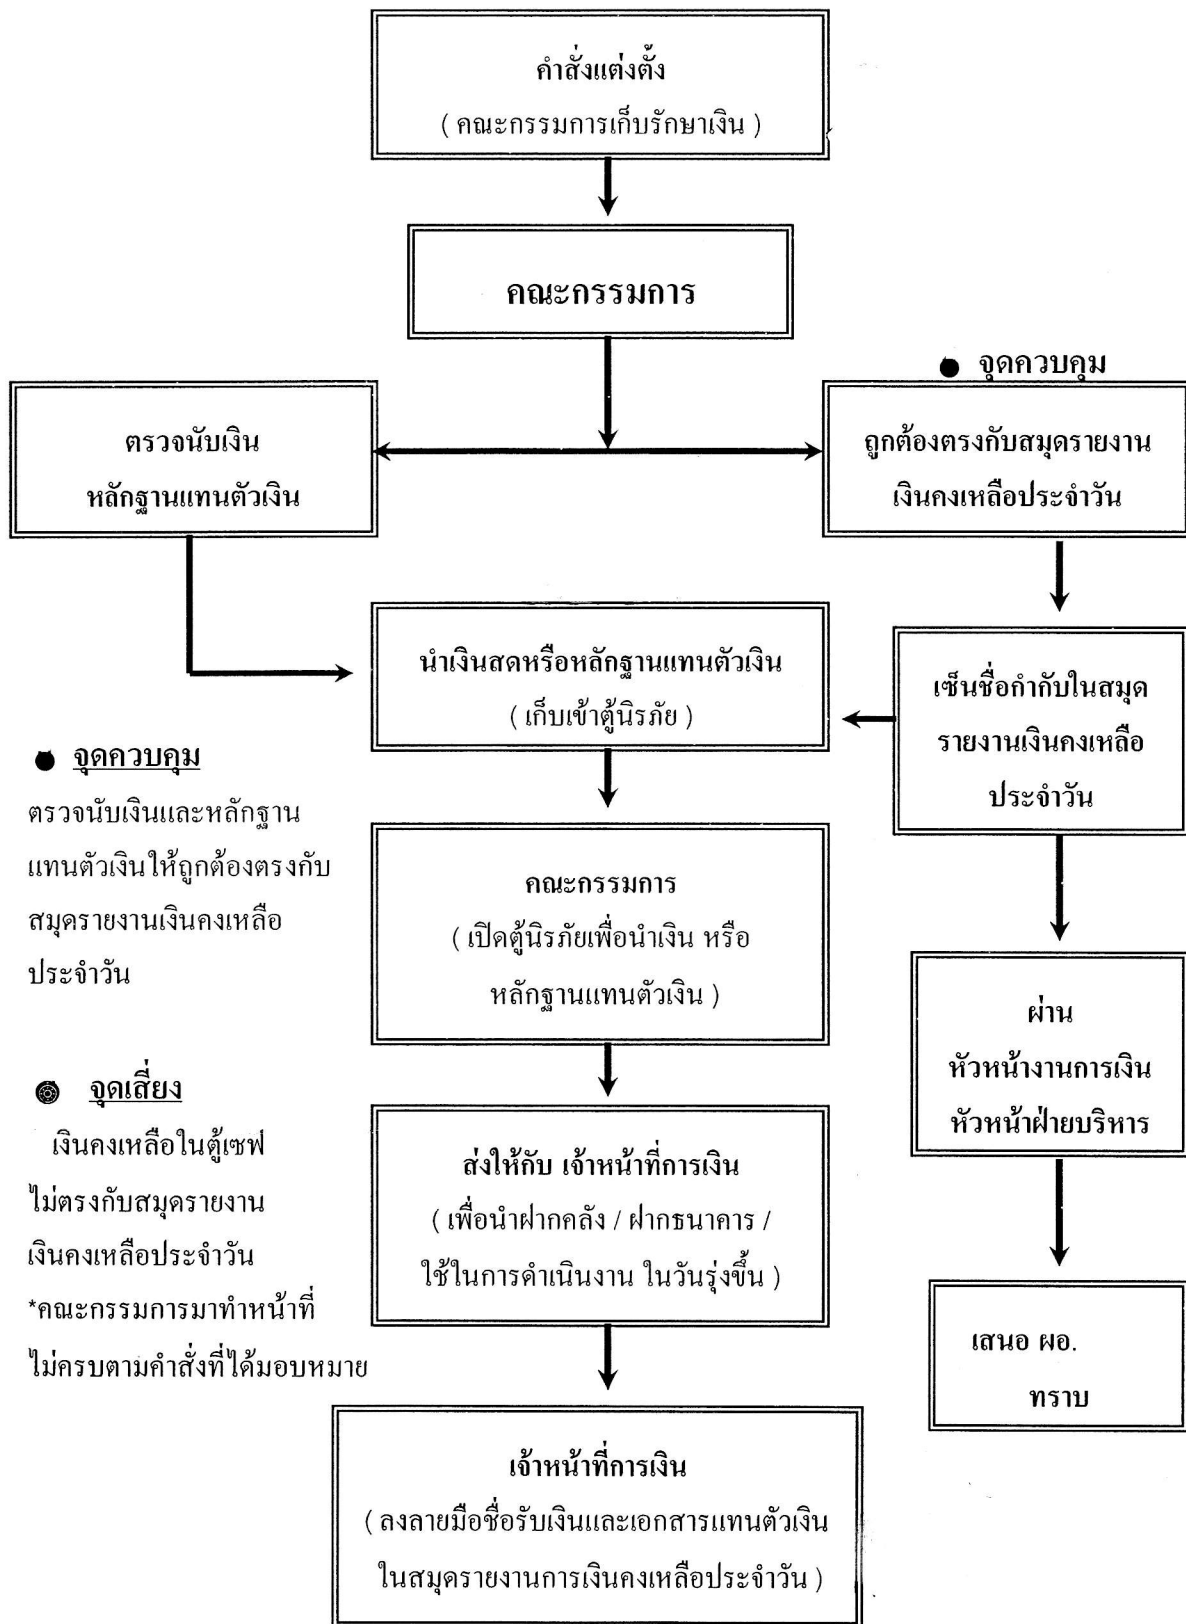 คำสั่งแต่งตั้ง
( คณะกรรมการเก็บรักษาเงิน )
คณะกรรมการ
● จุดควบคุม
ตรวจนับเงิน
หลักฐานแทนตัวเงิน
ถูกต้องตรงกับสมุดรายงาน
เงินคงเหลือประจำวัน
นำเงินสดหรือหลักฐานแทนตัวเงิน
( เก็บเข้าตู้นิรภัย )
เซ็นชื่อกำกับในสมุด
รายงานเงินคงเหลือ
ประจำวัน
● จุดควบคุม
ตรวจนับเงินและหลักฐาน
แทนตัวเงินให้ถูกต้องตรงกับ
สมุดรายงานเงินคงเหลือ
ประจำวัน
คณะกรรมการ
( เปิดตู้นิรภัยเพื่อนำเงิน หรือ
หลักฐานแทนตัวเงิน )
ผ่าน
หัวหน้างานการเงิน
หัวหน้าฝ่ายบริหาร
จุดเสี่ยง
เงินคงเหลือในตู้เซฟ
ไม่ตรงกับสมุดรายงาน
เงินคงเหลือประจำวัน
*คณะกรรมการมาทำหน้าที่
ไม่ครบตามคำสั่งที่ได้มอบหมาย
ส่งให้กับ เจ้าหน้าที่การเงิน
( เพื่อนำฝากคลัง / ฝากธนาคาร /
ใช้ในการดำเนินงาน ในวันรุ่งขึ้น )
เสนอ ผอ.
ทราบ
เจ้าหน้าที่การเงิน
( ลงลายมือชื่อรับเงินและเอกสารแทนตัวเงิน
ในสมุดรายงานการเงินคงเหลือประจำวัน )